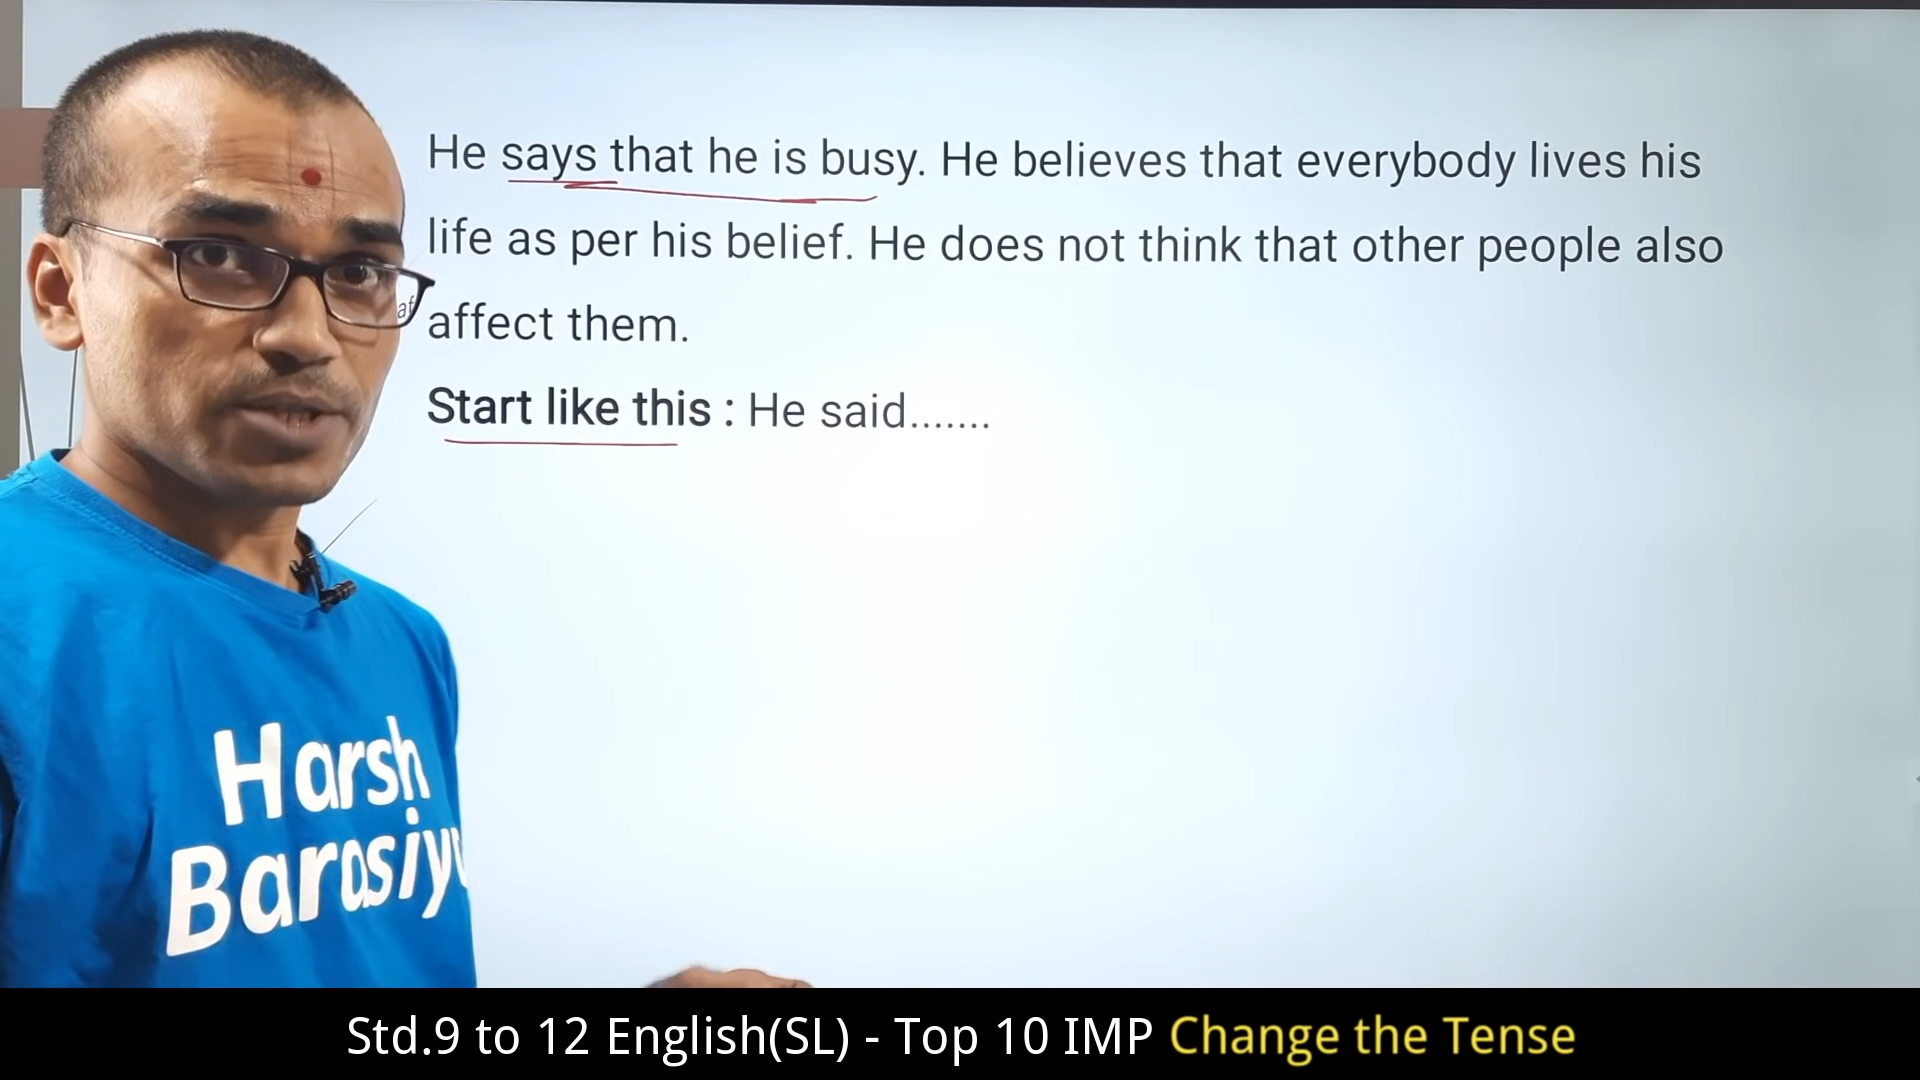 He says that he is busy. He believes that everybody lives his
life as per his belief. He does not think that other people also
affect them.
Start like this : He said.......
Harsh
Std.9 to 12 English(SL) - Top 10 IMP Change the Tense